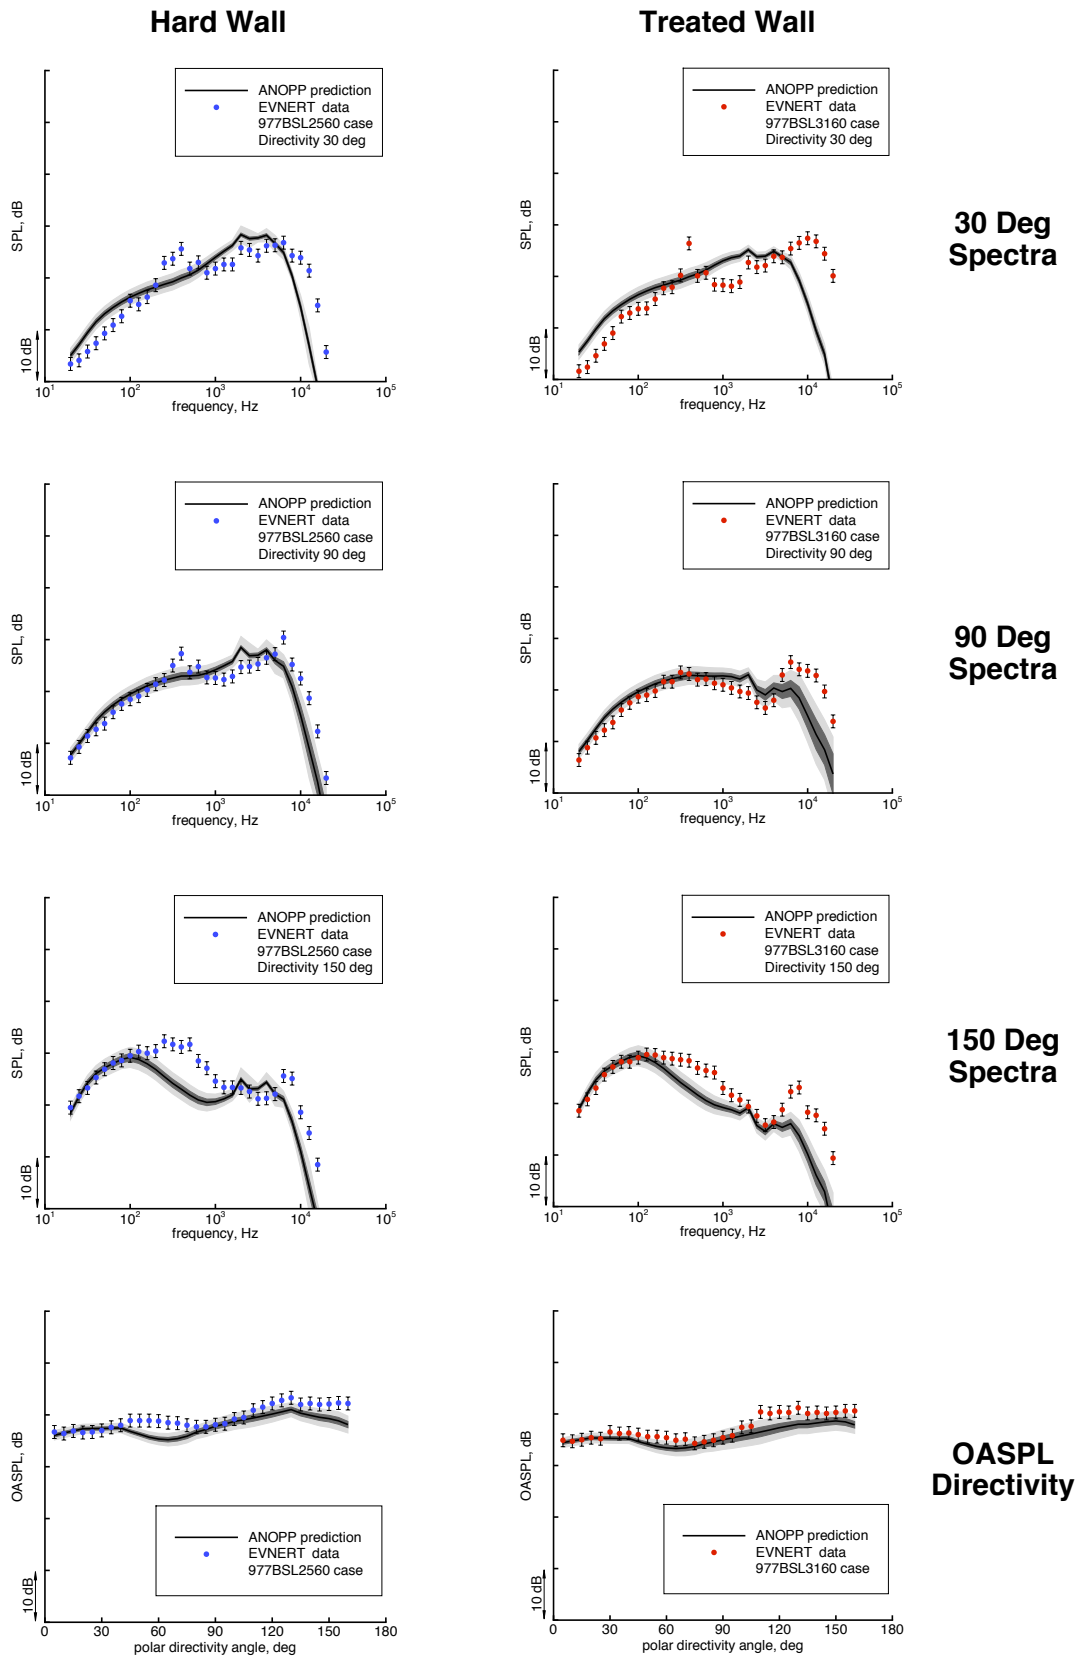 Hard Wall
Treated Wall
ANOPP prediction
EVNERT data
977BSL2560 case
Directivity 30 deg
SPL, dB
10 dB
10¹ 10² 10³ 10⁴ 10⁵
frequency, Hz
ANOPP prediction
EVNERT data
977BSL3160 case
Directivity 30 deg
SPL, dB
10 dB
10¹ 10² 10³ 10⁴ 10⁵
frequency, Hz
30 Deg
Spectra
ANOPP prediction
EVNERT data
977BSL2560 case
Directivity 90 deg
SPL, dB
10 dB
10¹ 10² 10³ 10⁴ 10⁵
frequency, Hz
ANOPP prediction
EVNERT data
977BSL3160 case
Directivity 90 deg
SPL, dB
10 dB
10¹ 10² 10³ 10⁴ 10⁵
frequency, Hz
90 Deg
Spectra
ANOPP prediction
EVNERT data
977BSL2560 case
Directivity 150 deg
SPL, dB
10 dB
10¹ 10² 10³ 10⁴ 10⁵
frequency, Hz
ANOPP prediction
EVNERT data
977BSL3160 case
Directivity 150 deg
SPL, dB
10 dB
10¹ 10² 10³ 10⁴ 10⁵
frequency, Hz
150 Deg
Spectra
OASPL, dB
ANOPP prediction
EVNERT data
977BSL2560 case
10 dB
0 30 60 90 120 150 180
polar directivity angle, deg
OASPL, dB
ANOPP prediction
EVNERT data
977BSL3160 case
10 dB
0 30 60 90 120 150 180
polar directivity angle, deg
OASPL
Directivity